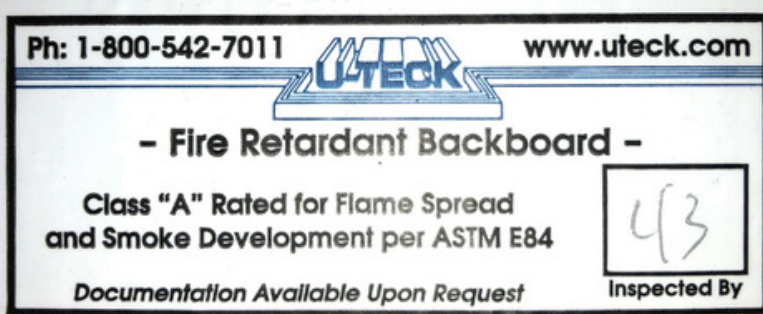 Ph: 1-800-542-7011
U-TECK
www.uteck.com
- Fire Retardant Backboard -
Class "A" Rated for Flame Spread
and Smoke Development per ASTM E84
43
Documentation Available Upon Request
Inspected By